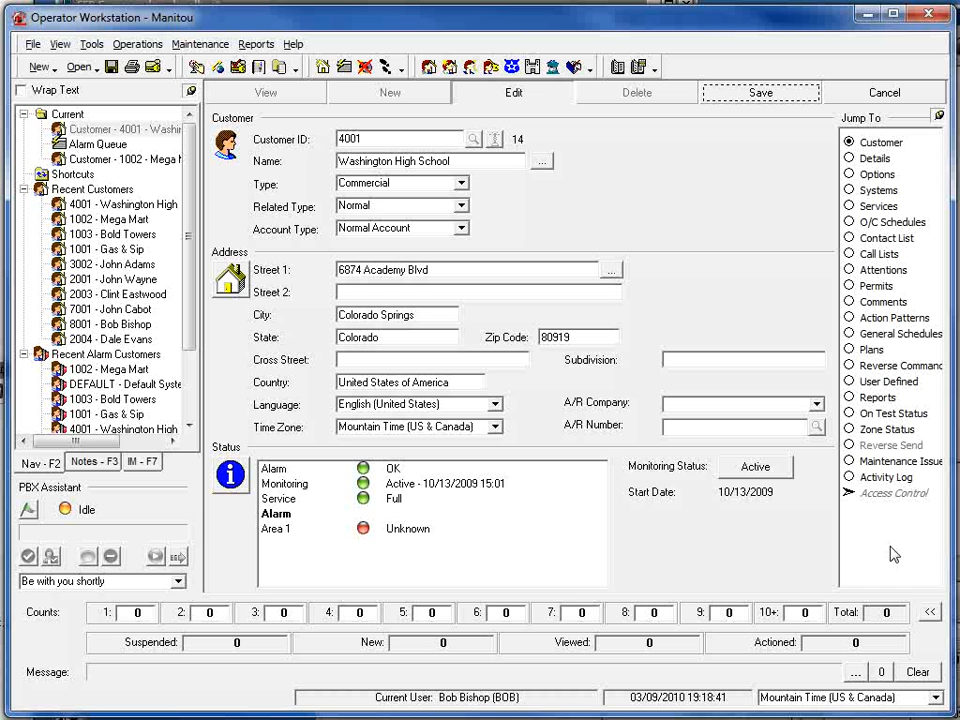 Operator Workstation - Manitou
File View Tools Operations Maintenance Reports Help
New Open
Wrap Text
View New Edit Delete Save Cancel
Current
Customer - 4001 - Washin
Alarm Queue
Customer - 1002 - Mega M
Shortcuts
Recent Customers
4001 - Washington High
1002 - Mega Mart
1003 - Bold Towers
1001 - Gas & Sip
3002 - John Adams
2001 - John Wayne
2003 - Clint Eastwood
7001 - John Cabot
8001 - Bob Bishop
2004 - Dale Evans
Recent Alarm Customers
1002 - Mega Mart
DEFAULT - Default Syste
1003 - Bold Towers
1001 - Gas & Sip
4001 - Washington High
Nav - F2 Notes - F3 IM - F7
PBX Assistant
Idle
Be with you shortly
Customer
Customer ID: 4001 14
Name: Washington High School ...
Type: Commercial
Related Type: Normal
Account Type: Normal Account
Address
Street 1: 6874 Academy Blvd ...
Street 2:
City: Colorado Springs
State: Colorado Zip Code: 80919
Cross Street: Subdivision:
Country: United States of America
Language: English (United States) A/R Company:
Time Zone: Mountain Time (US & Canada) A/R Number:
Status
Alarm OK
Monitoring Active - 10/13/2009 15:01
Service Full
Alarm
Area 1 Unknown
Monitoring Status: Active
Start Date: 10/13/2009
Jump To
Customer
Details
Options
Systems
Services
O/C Schedules
Contact List
Call Lists
Attentions
Permits
Comments
Action Patterns
General Schedules
Plans
Reverse Comman
User Defined
Reports
On Test Status
Zone Status
Reverse Send
Maintenance Issue
Activity Log
Access Control
Counts: 1: 0 2: 0 3: 0 4: 0 5: 0 6: 0 7: 0 8: 0 9: 0 10+: 0 Total: 0 <<
Suspended: 0 New: 0 Viewed: 0 Actioned: 0
Message: ... 0 Clear
Current User: Bob Bishop (BOB) 03/09/2010 19:18:41 Mountain Time (US & Canada)